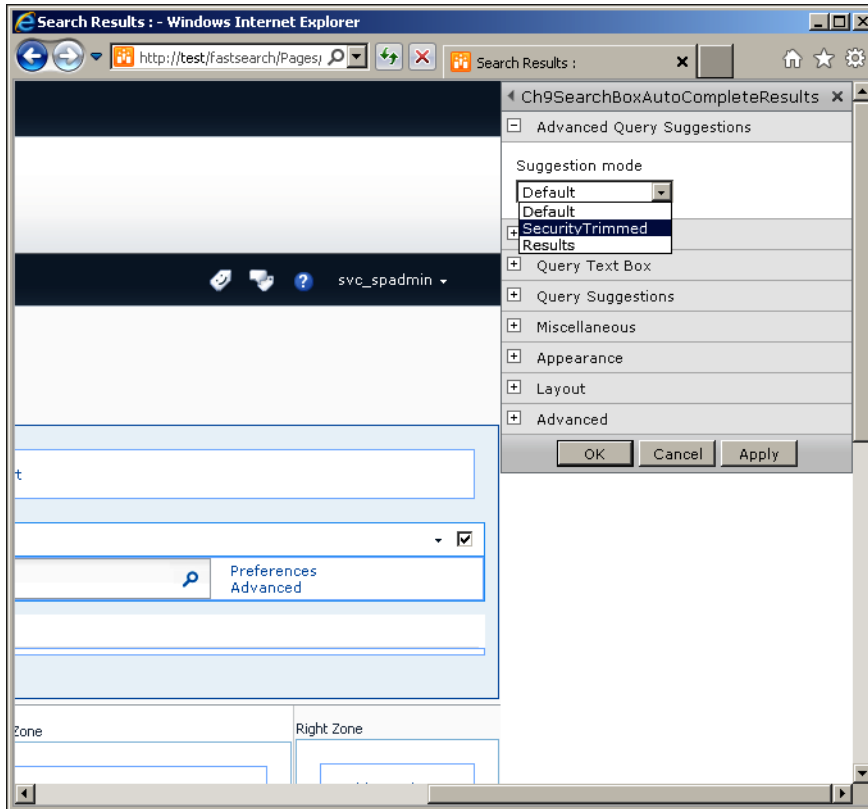 Search Results : - Windows Internet Explorer
http://test/fastsearch/Pages/
Search Results :
Ch9SearchBoxAutoCompleteResults
Advanced Query Suggestions
Suggestion mode
Default
Default
SecurityTrimmed
Results
svc_spadmin
Query Text Box
Query Suggestions
Miscellaneous
Appearance
Layout
Advanced
OK Cancel Apply
t
Preferences
Advanced
Zone
Right Zone